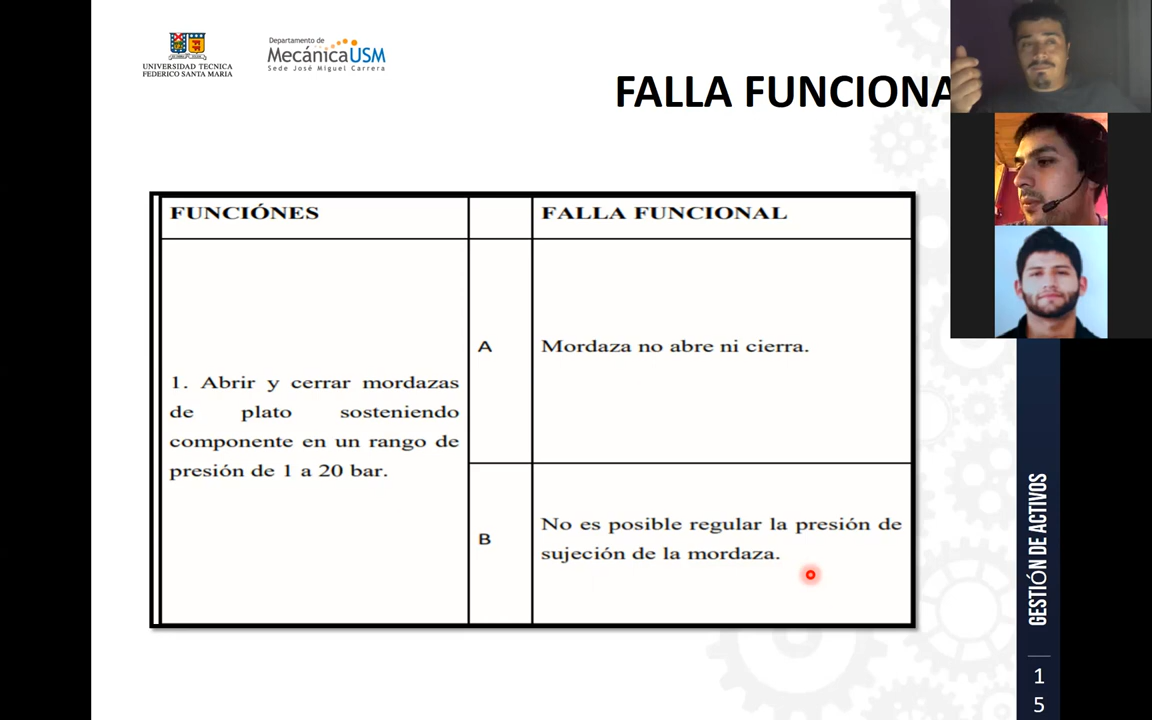 UNIVERSIDAD TECNICA
FEDERICO SANTA MARIA
Departamento de
MecánicaUSM
Sede José Miguel Carrera
FALLA FUNCIONA
FUNCIÓNES
FALLA FUNCIONAL
1. Abrir y cerrar mordazas
de plato sosteniendo
componente en un rango de
presión de 1 a 20 bar.
A
Mordaza no abre ni cierra.
B
No es posible regular la presión de
sujeción de la mordaza.
GESTIÓN DE ACTIVOS
1
5